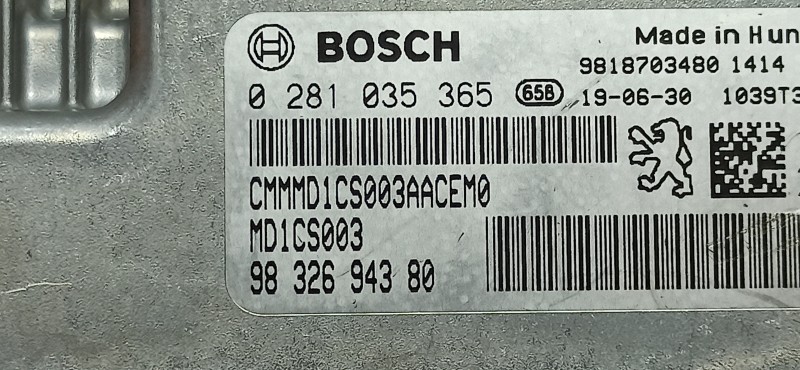 BOSCH
Made in Hun
9818703480 1414
0 281 035 365 65B 19-06-30 1039T3
CMMMD1CS003AACEM0
MD1CS003
98 326 943 80